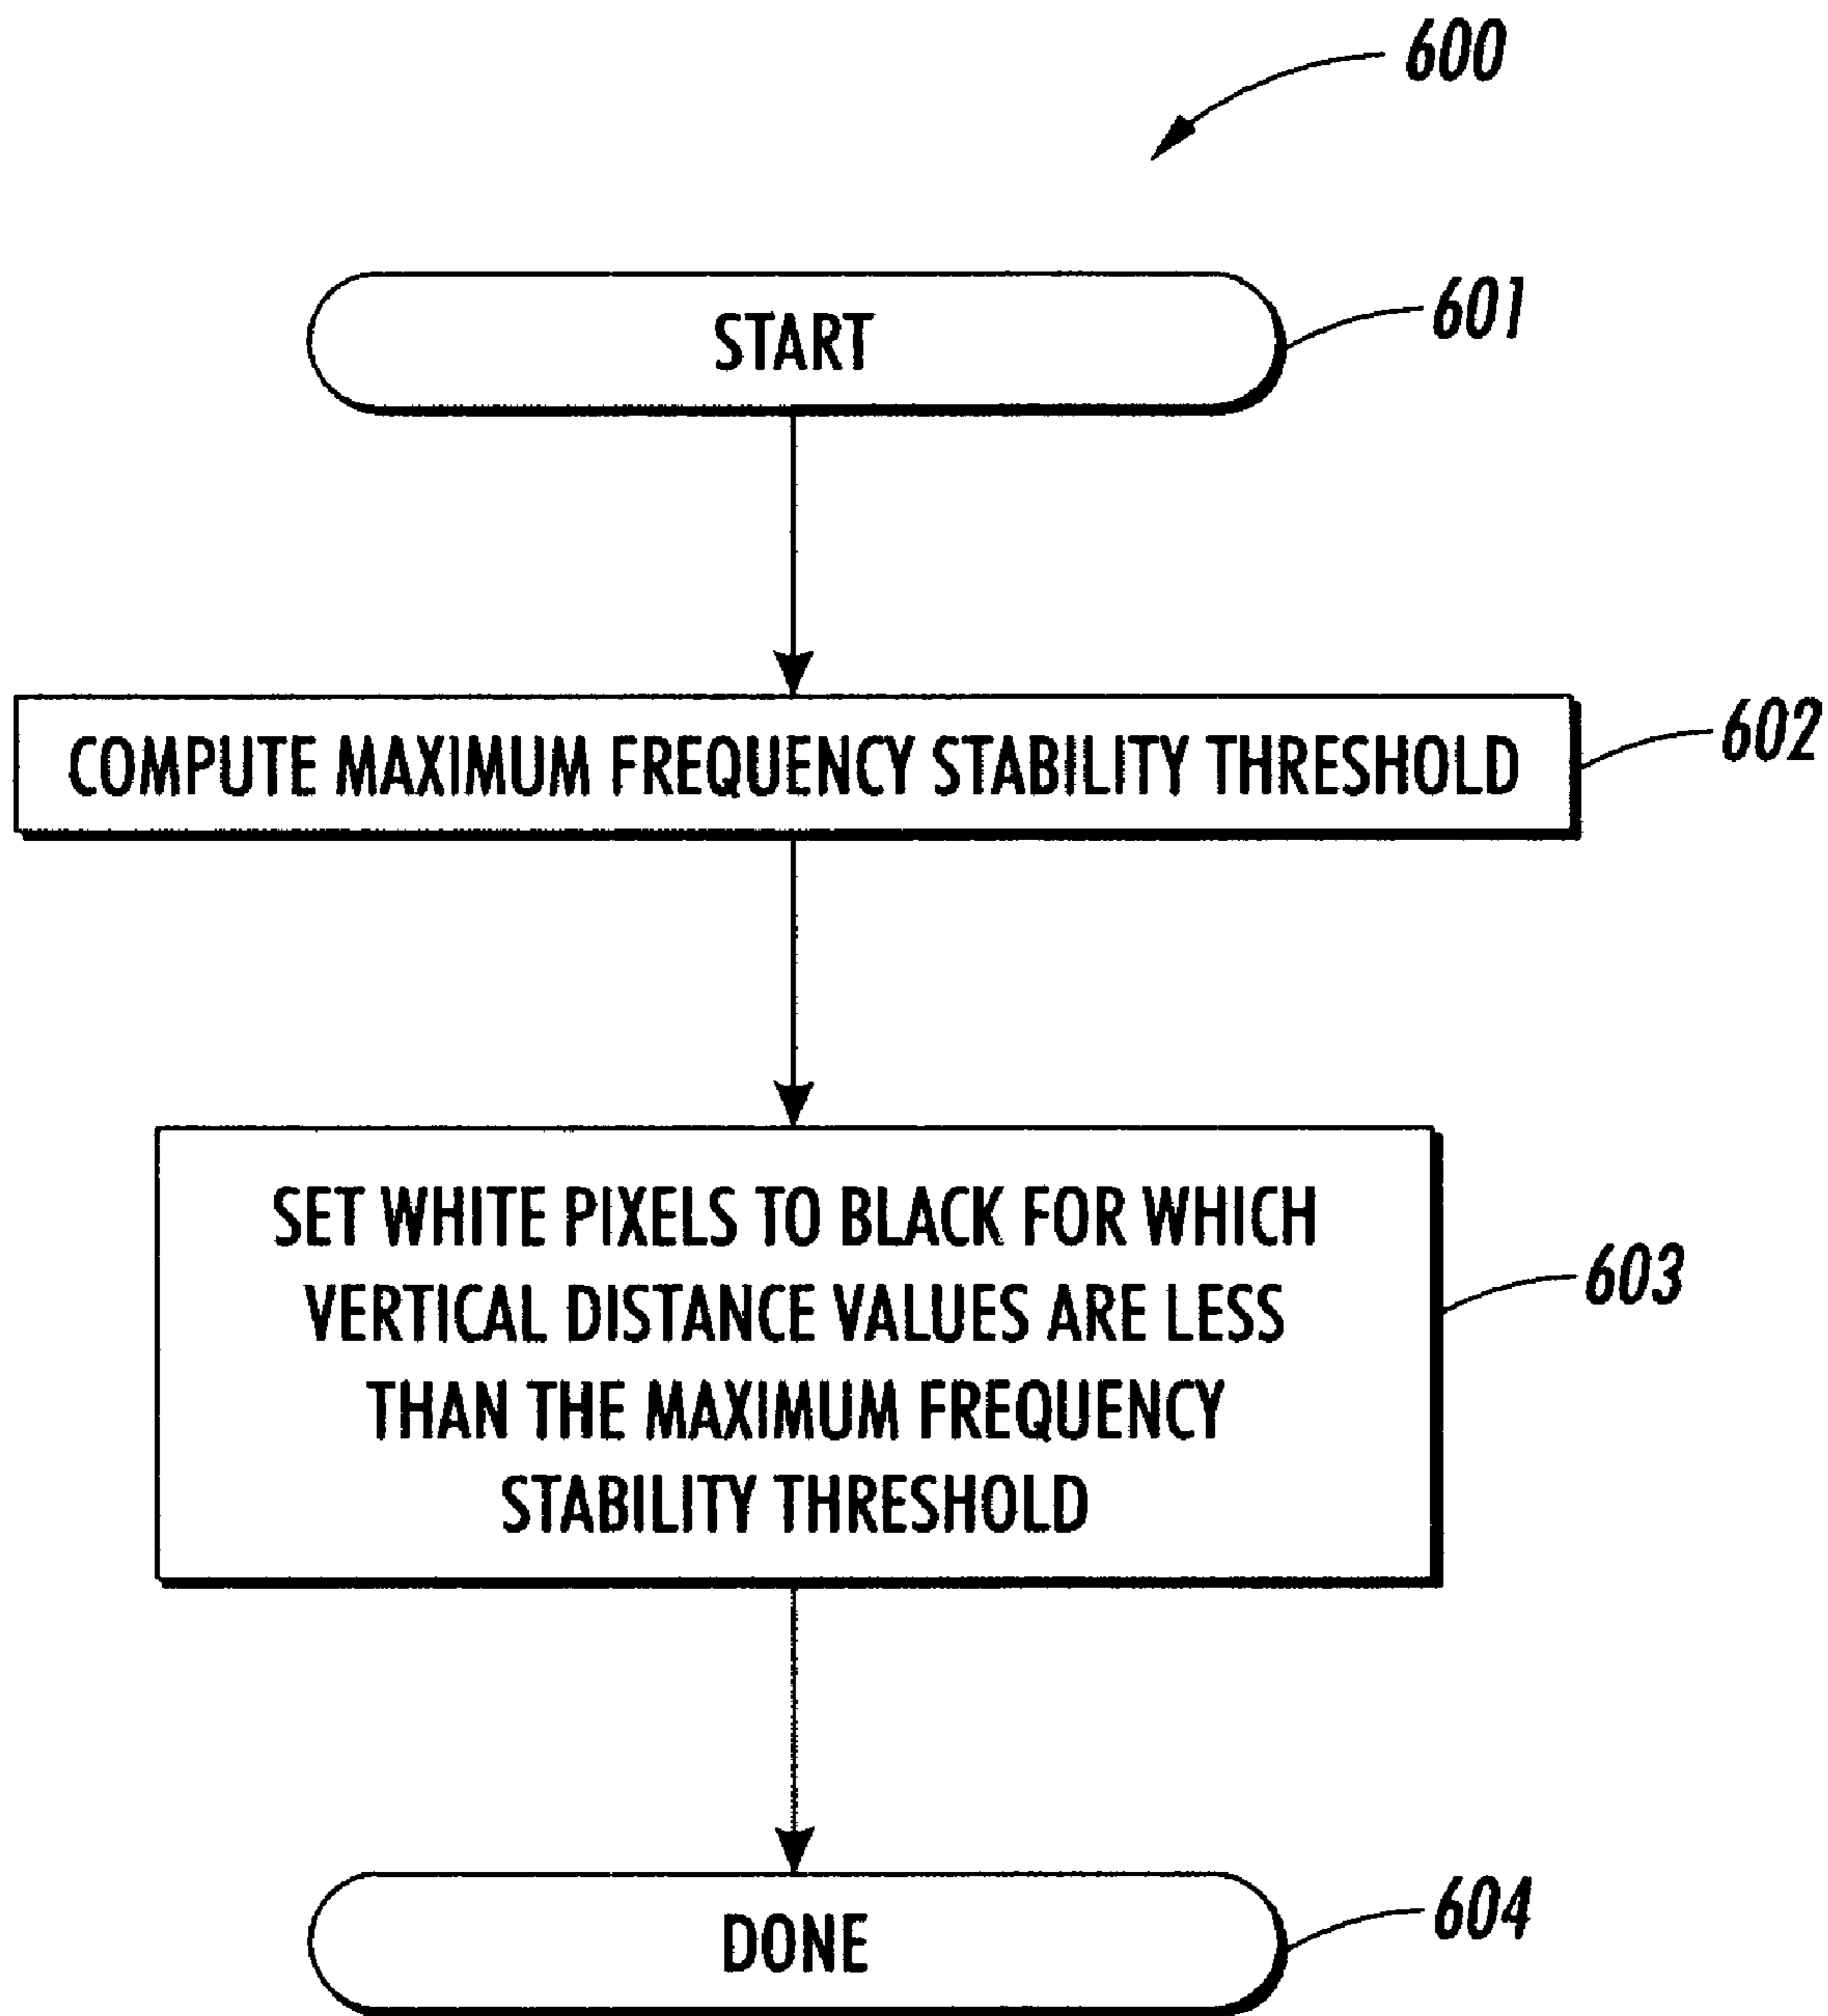 600
START
601
COMPUTE MAXIMUM FREQUENCY STABILITY THRESHOLD
602
SET WHITE PIXELS TO BLACK FOR WHICH
VERTICAL DISTANCE VALUES ARE LESS
THAN THE MAXIMUM FREQUENCY
STABILITY THRESHOLD
603
DONE
604